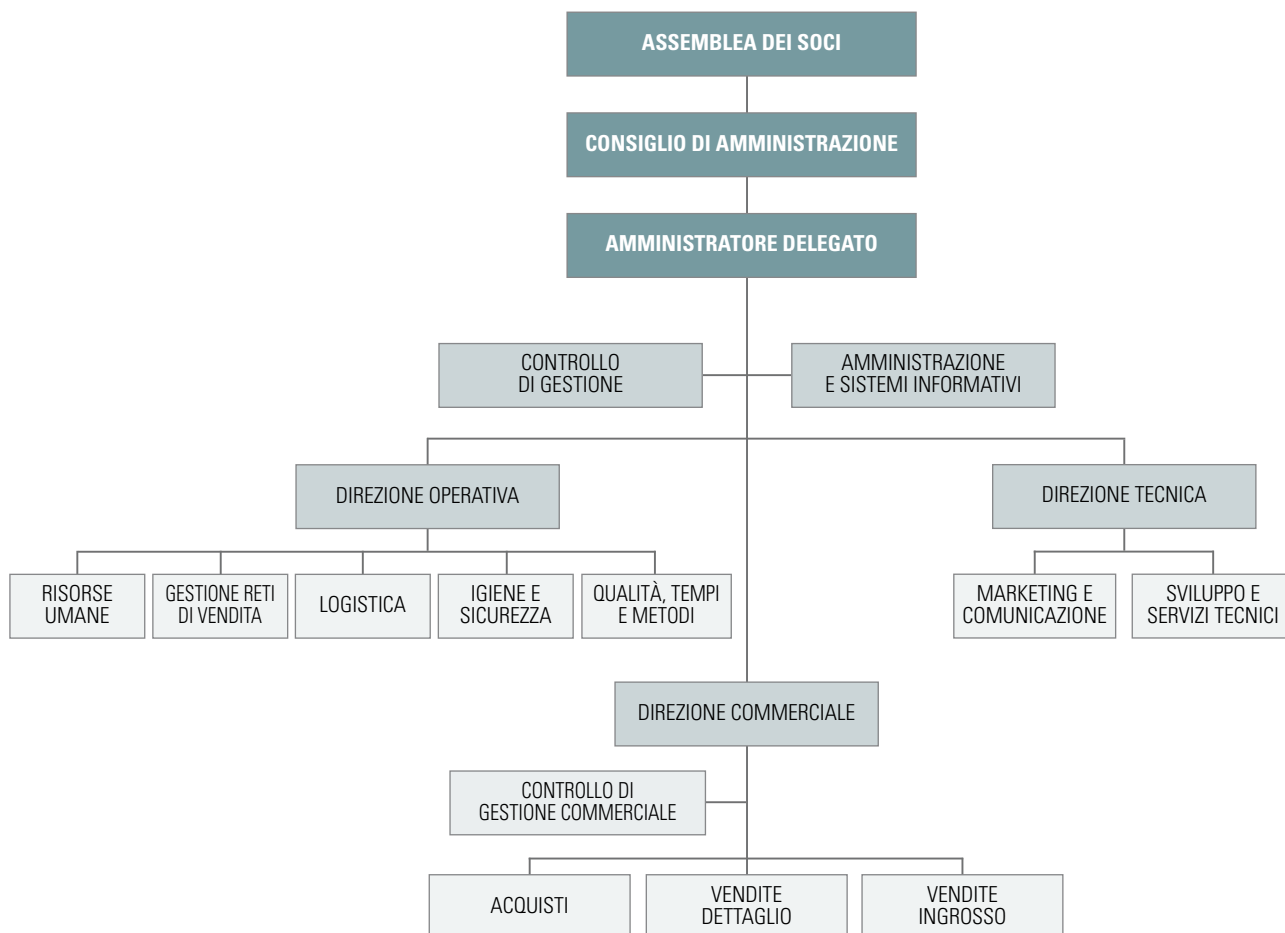 ASSEMBLEA DEI SOCI
CONSIGLIO DI AMMINISTRAZIONE
AMMINISTRATORE DELEGATO
CONTROLLO
DI GESTIONE
AMMINISTRAZIONE
E SISTEMI INFORMATIVI
DIREZIONE OPERATIVA
DIREZIONE TECNICA
RISORSE
UMANE
GESTIONE RETI
DI VENDITA
LOGISTICA
IGIENE E
SICUREZZA
QUALITÀ, TEMPI
E METODI
MARKETING E
COMUNICAZIONE
SVILUPPO E
SERVIZI TECNICI
DIREZIONE COMMERCIALE
CONTROLLO DI
GESTIONE COMMERCIALE
ACQUISTI
VENDITE
DETTAGLIO
VENDITE
INGROSSO